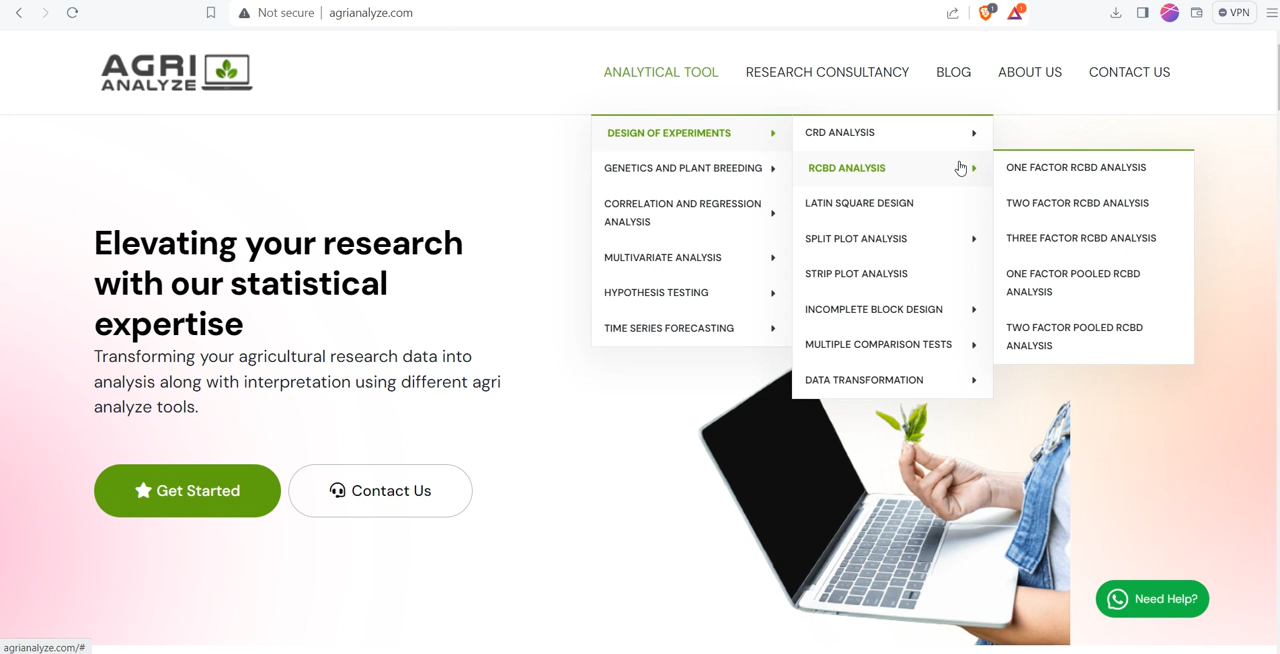 Not secure
agrianalyze.com
1
1
VPN
AGRI
ANALYZE
ANALYTICAL TOOL
RESEARCH CONSULTANCY
BLOG
ABOUT US
CONTACT US
DESIGN OF EXPERIMENTS
GENETICS AND PLANT BREEDING
CORRELATION AND REGRESSION
ANALYSIS
MULTIVARIATE ANALYSIS
HYPOTHESIS TESTING
TIME SERIES FORECASTING
CRD ANALYSIS
RCBD ANALYSIS
LATIN SQUARE DESIGN
SPLIT PLOT ANALYSIS
STRIP PLOT ANALYSIS
INCOMPLETE BLOCK DESIGN
MULTIPLE COMPARISON TESTS
DATA TRANSFORMATION
ONE FACTOR RCBD ANALYSIS
TWO FACTOR RCBD ANALYSIS
THREE FACTOR RCBD ANALYSIS
ONE FACTOR POOLED RCBD
ANALYSIS
TWO FACTOR POOLED RCBD
ANALYSIS
Elevating your research
with our statistical
expertise
Transforming your agricultural research data into
analysis along with interpretation using different agri
analyze tools.
Get Started
Contact Us
Need Help?
agrianalyze.com/#